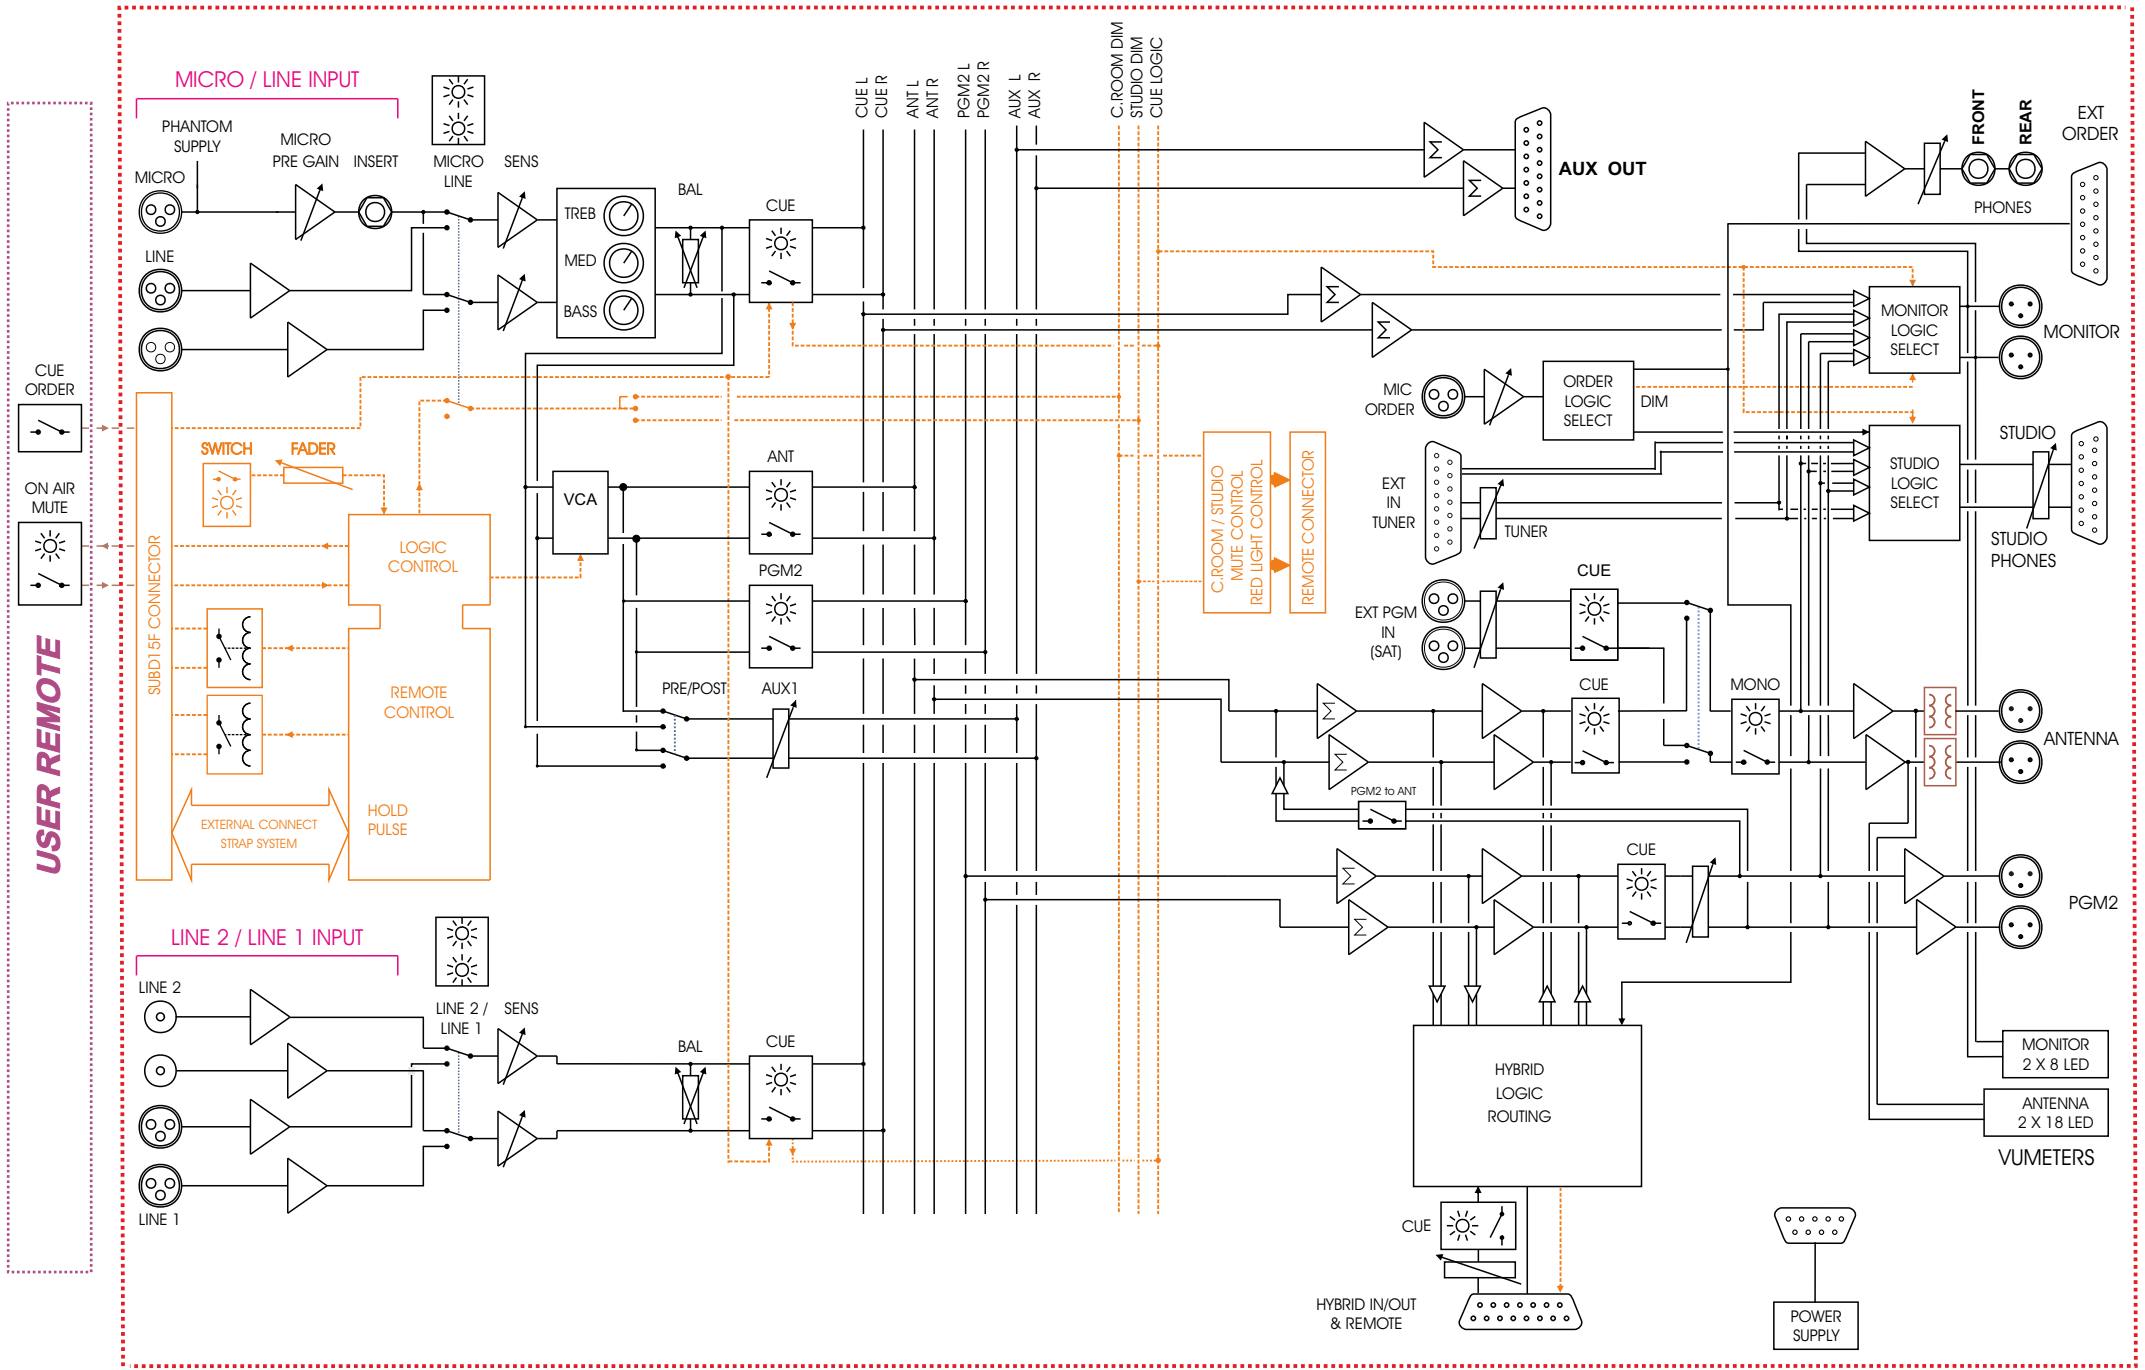 MICRO / LINE INPUT
PHANTOM
SUPPLY
MICRO
PRE GAIN
INSERT
MICRO
LINE
SENS
MICRO
LINE
TREB
MED
BASS
BAL
CUE
CUE L
CUE R
ANT L
ANT R
PGM2 L
PGM2 R
AUX L
AUX R
C.ROOM DIM
STUDIO DIM
CUE LOGIC
Σ
Σ
AUX OUT
FRONT
REAR
PHONES
EXT
ORDER
Σ
Σ
MONITOR
LOGIC
SELECT
MONITOR
MIC
ORDER
ORDER
LOGIC
SELECT
DIM
CUE
ORDER
ON AIR
MUTE
USER REMOTE
SUBD15F CONNECTOR
SWITCH
FADER
LOGIC
CONTROL
REMOTE
CONTROL
HOLD
PULSE
EXTERNAL CONNECT
STRAP SYSTEM
VCA
ANT
PGM2
PRE/POST
AUX1
C.ROOM / STUDIO
MUTE CONTROL
RED LIGHT CONTROL
REMOTE CONNECTOR
EXT
IN
TUNER
TUNER
STUDIO
LOGIC
SELECT
STUDIO
STUDIO
PHONES
EXT PGM
IN
(SAT)
CUE
Σ
Σ
CUE
MONO
ANTENNA
PGM2 to ANT
Σ
Σ
CUE
PGM2
LINE 2 / LINE 1 INPUT
LINE 2
LINE 2 /
LINE 1
SENS
BAL
CUE
LINE 1
HYBRID
LOGIC
ROUTING
CUE
HYBRID IN/OUT
& REMOTE
MONITOR
2 X 8 LED
ANTENNA
2 X 18 LED
VUMETERS
POWER
SUPPLY